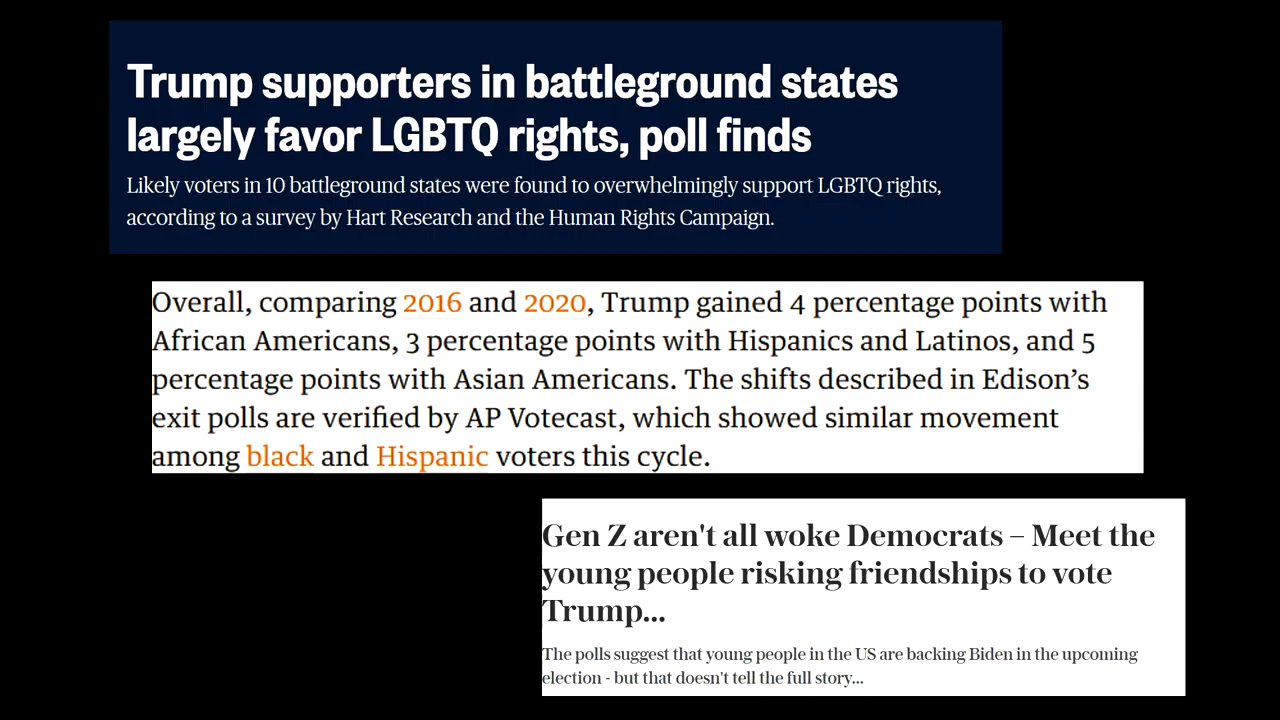 Trump supporters in battleground states
largely favor LGBTQ rights, poll finds
Likely voters in 10 battleground states were found to overwhelmingly support LGBTQ rights,
according to a survey by Hart Research and the Human Rights Campaign.
Overall, comparing 2016 and 2020, Trump gained 4 percentage points with
African Americans, 3 percentage points with Hispanics and Latinos, and 5
percentage points with Asian Americans. The shifts described in Edison’s
exit polls are verified by AP Votecast, which showed similar movement
among black and Hispanic voters this cycle.
Gen Z aren't all woke Democrats – Meet the
young people risking friendships to vote
Trump...
The polls suggest that young people in the US are backing Biden in the upcoming
election - but that doesn't tell the full story...